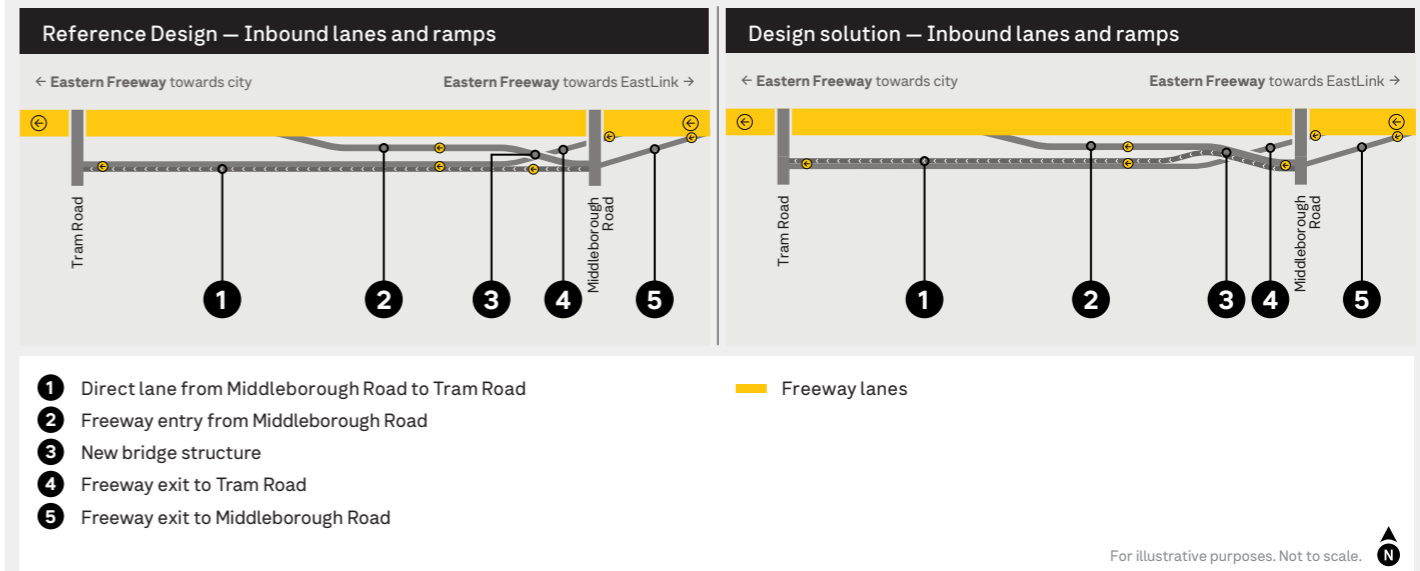 Reference Design — Inbound lanes and ramps
← Eastern Freeway towards city
Eastern Freeway towards EastLink →
Tram Road
Middleborough
Road
1
2
3
4
5
Design solution — Inbound lanes and ramps
← Eastern Freeway towards city
Eastern Freeway towards EastLink →
Tram Road
Middleborough
Road
1
2
3
4
5
1 Direct lane from Middleborough Road to Tram Road
2 Freeway entry from Middleborough Road
3 New bridge structure
4 Freeway exit to Tram Road
5 Freeway exit to Middleborough Road
Freeway lanes
For illustrative purposes. Not to scale.
N